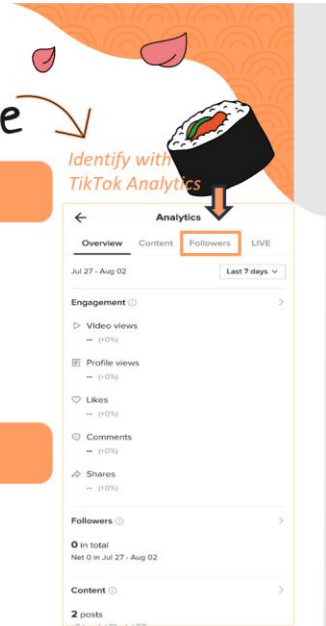 e
Identify with
TikTok Analytics
Analytics
Overview Content Followers LIVE
Jul 27 - Aug 02 Last 7 days
Engagement
Video views
-- (+0%)
Profile views
-- (+0%)
Likes
-- (+0%)
Comments
-- (+0%)
Shares
-- (+0%)
Followers
0 in total
Net 0 in Jul 27 - Aug 02
Content
2 posts